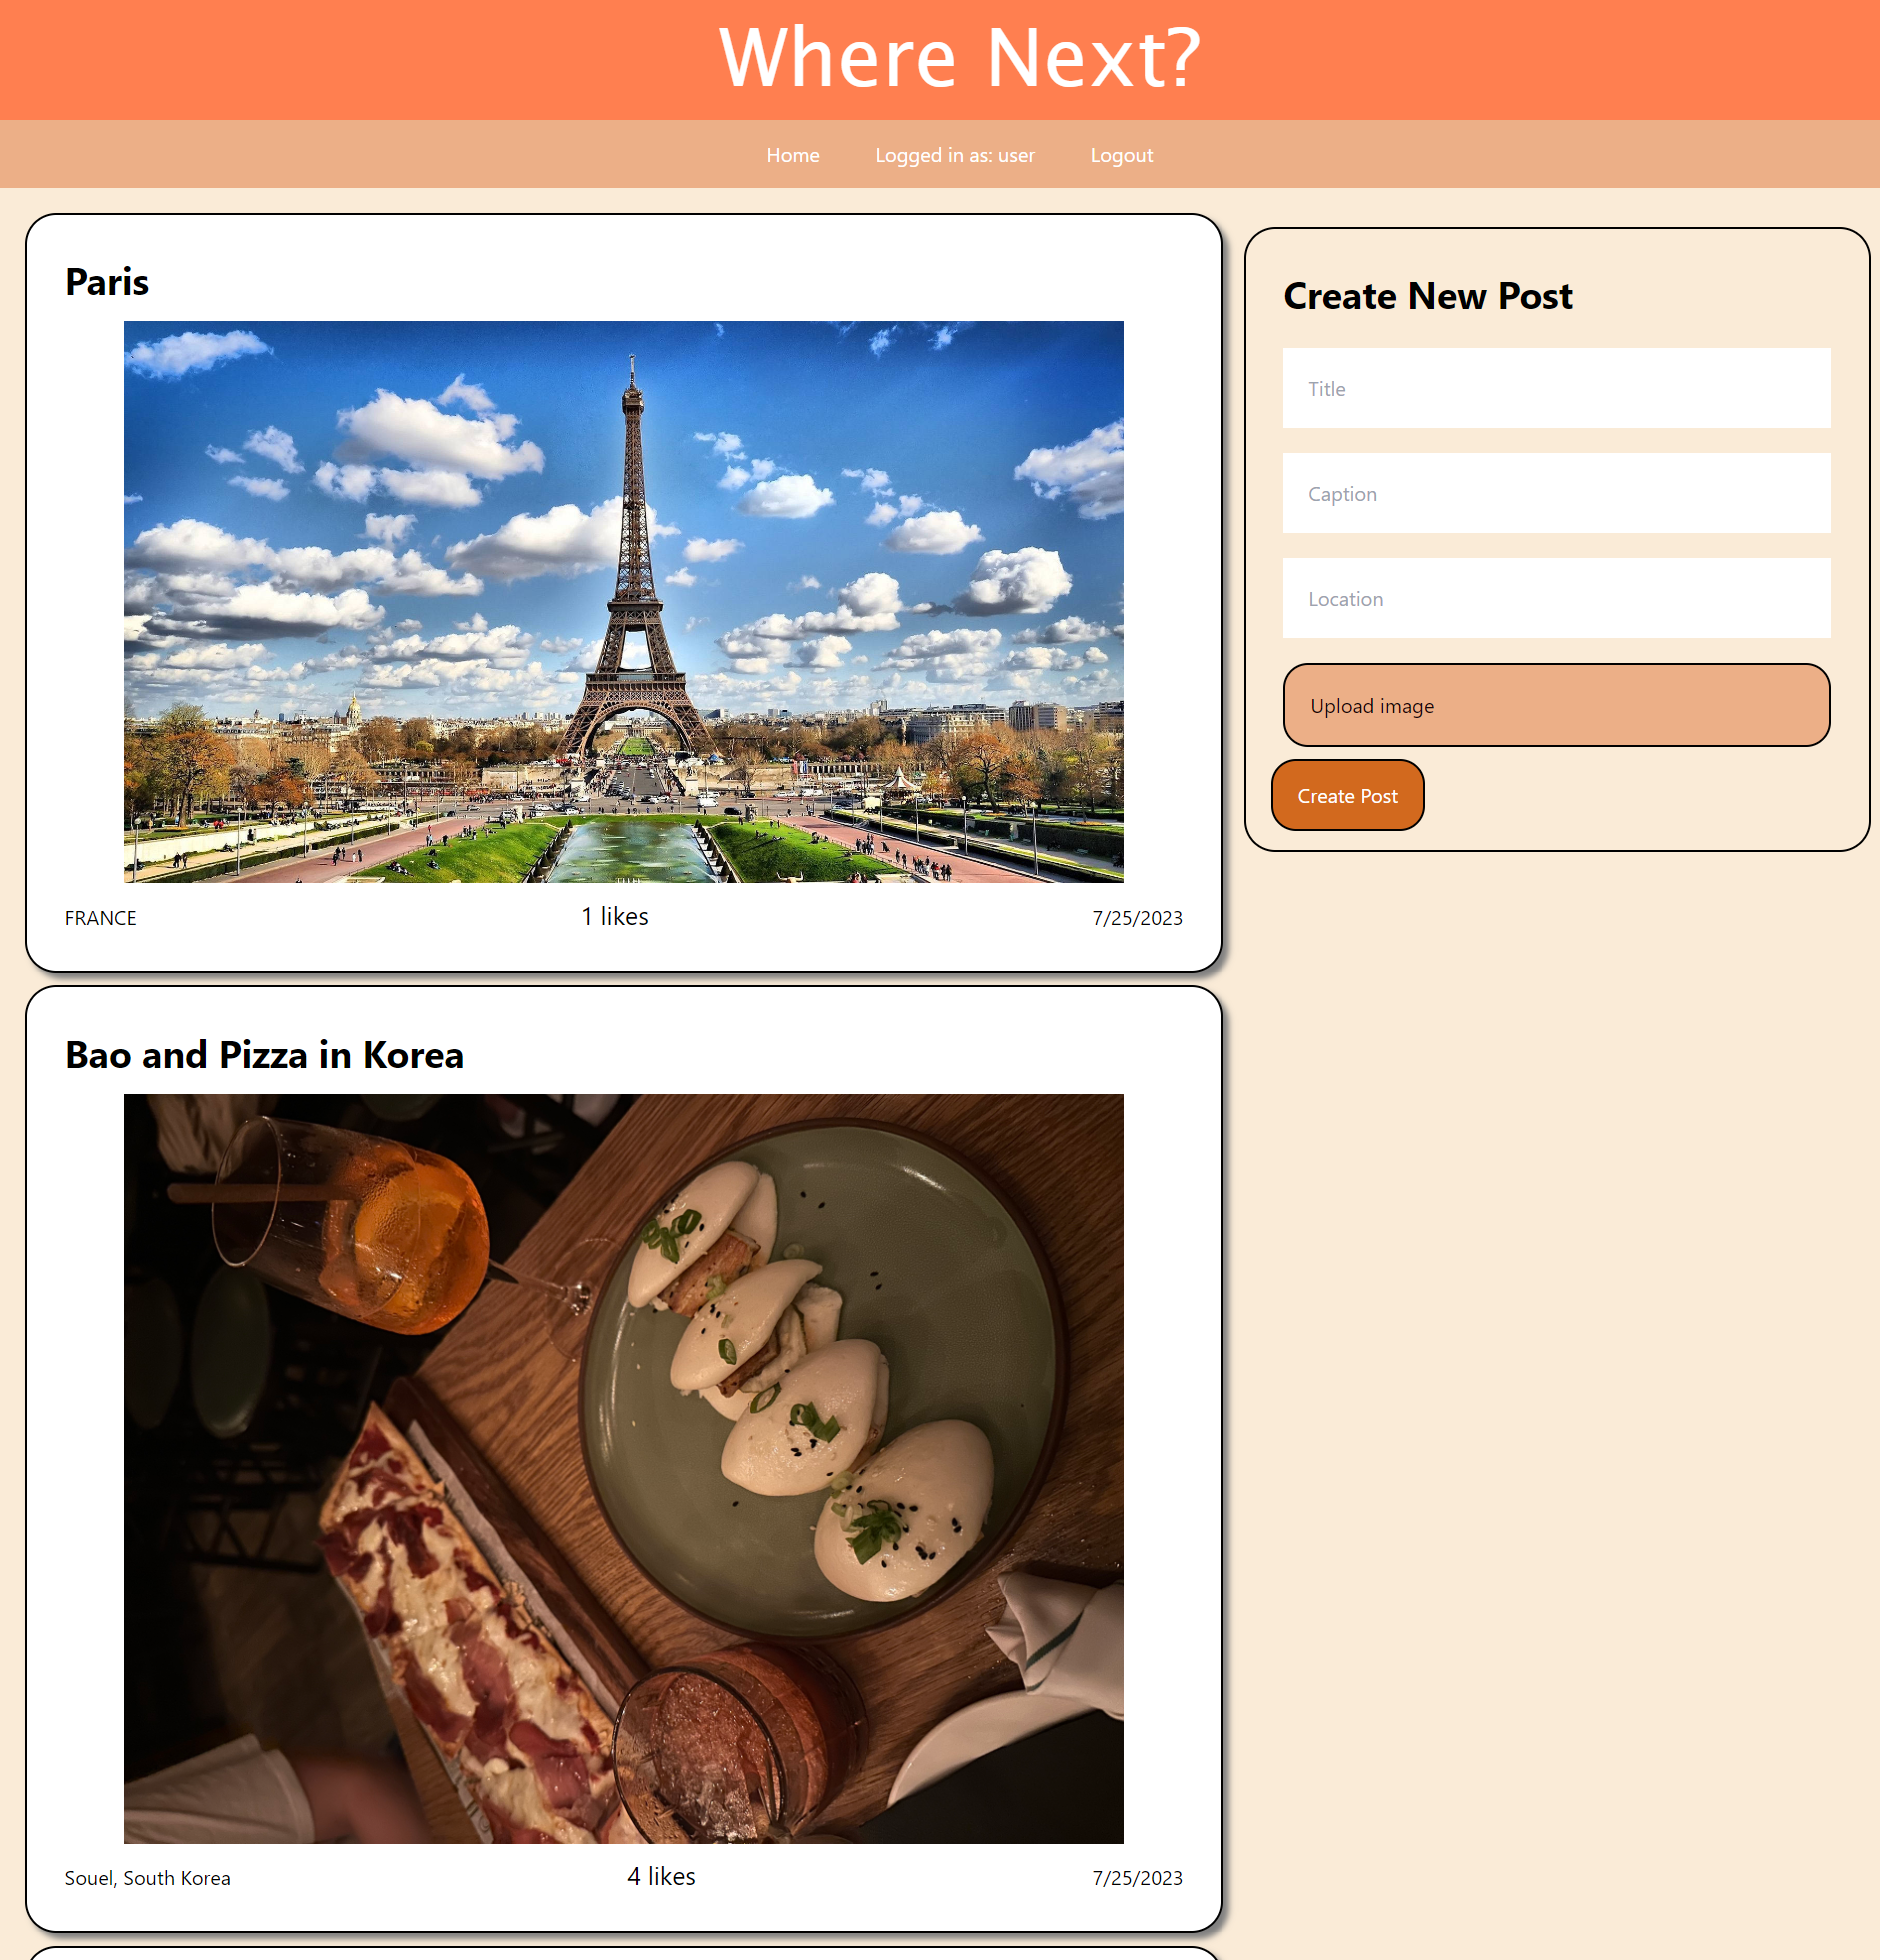 Where Next?
Home Logged in as: user Logout
Paris
FRANCE 1 likes 7/25/2023
Bao and Pizza in Korea
Souel, South Korea 4 likes 7/25/2023
Create New Post
Title
Caption
Location
Upload image
Create Post